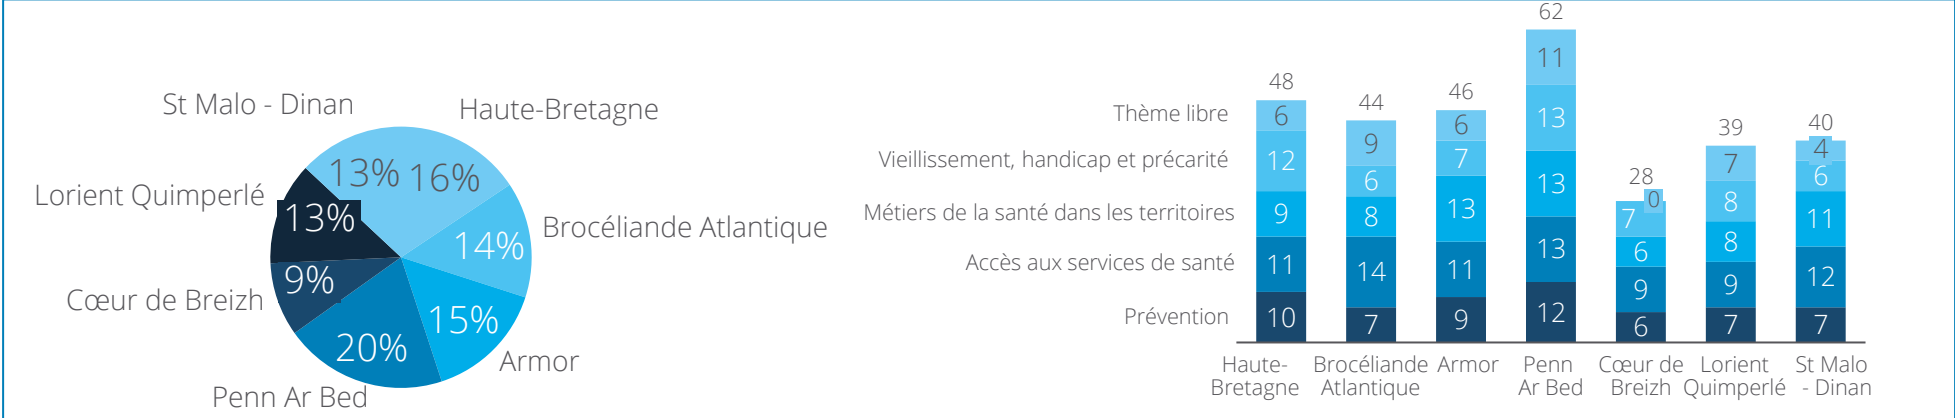 St Malo - Dinan
Haute-Bretagne
13%
16%
Lorient Quimperlé
13%
14%
Brocéliande Atlantique
Cœur de Breizh
9%
15%
Armor
20%
Penn Ar Bed
62
48
44
46
28
39
40
Thème libre
6
9
6
11
0
7
4
Vieillissement, handicap et précarité
12
6
7
13
7
8
6
Métiers de la santé dans les territoires
9
8
13
13
6
8
11
Accès aux services de santé
11
14
11
13
9
9
12
Prévention
10
7
9
12
6
7
7
Haute-
Bretagne
Brocéliande
Atlantique
Armor
Penn
Ar Bed
Cœur de
Breizh
Lorient
Quimperlé
St Malo
- Dinan